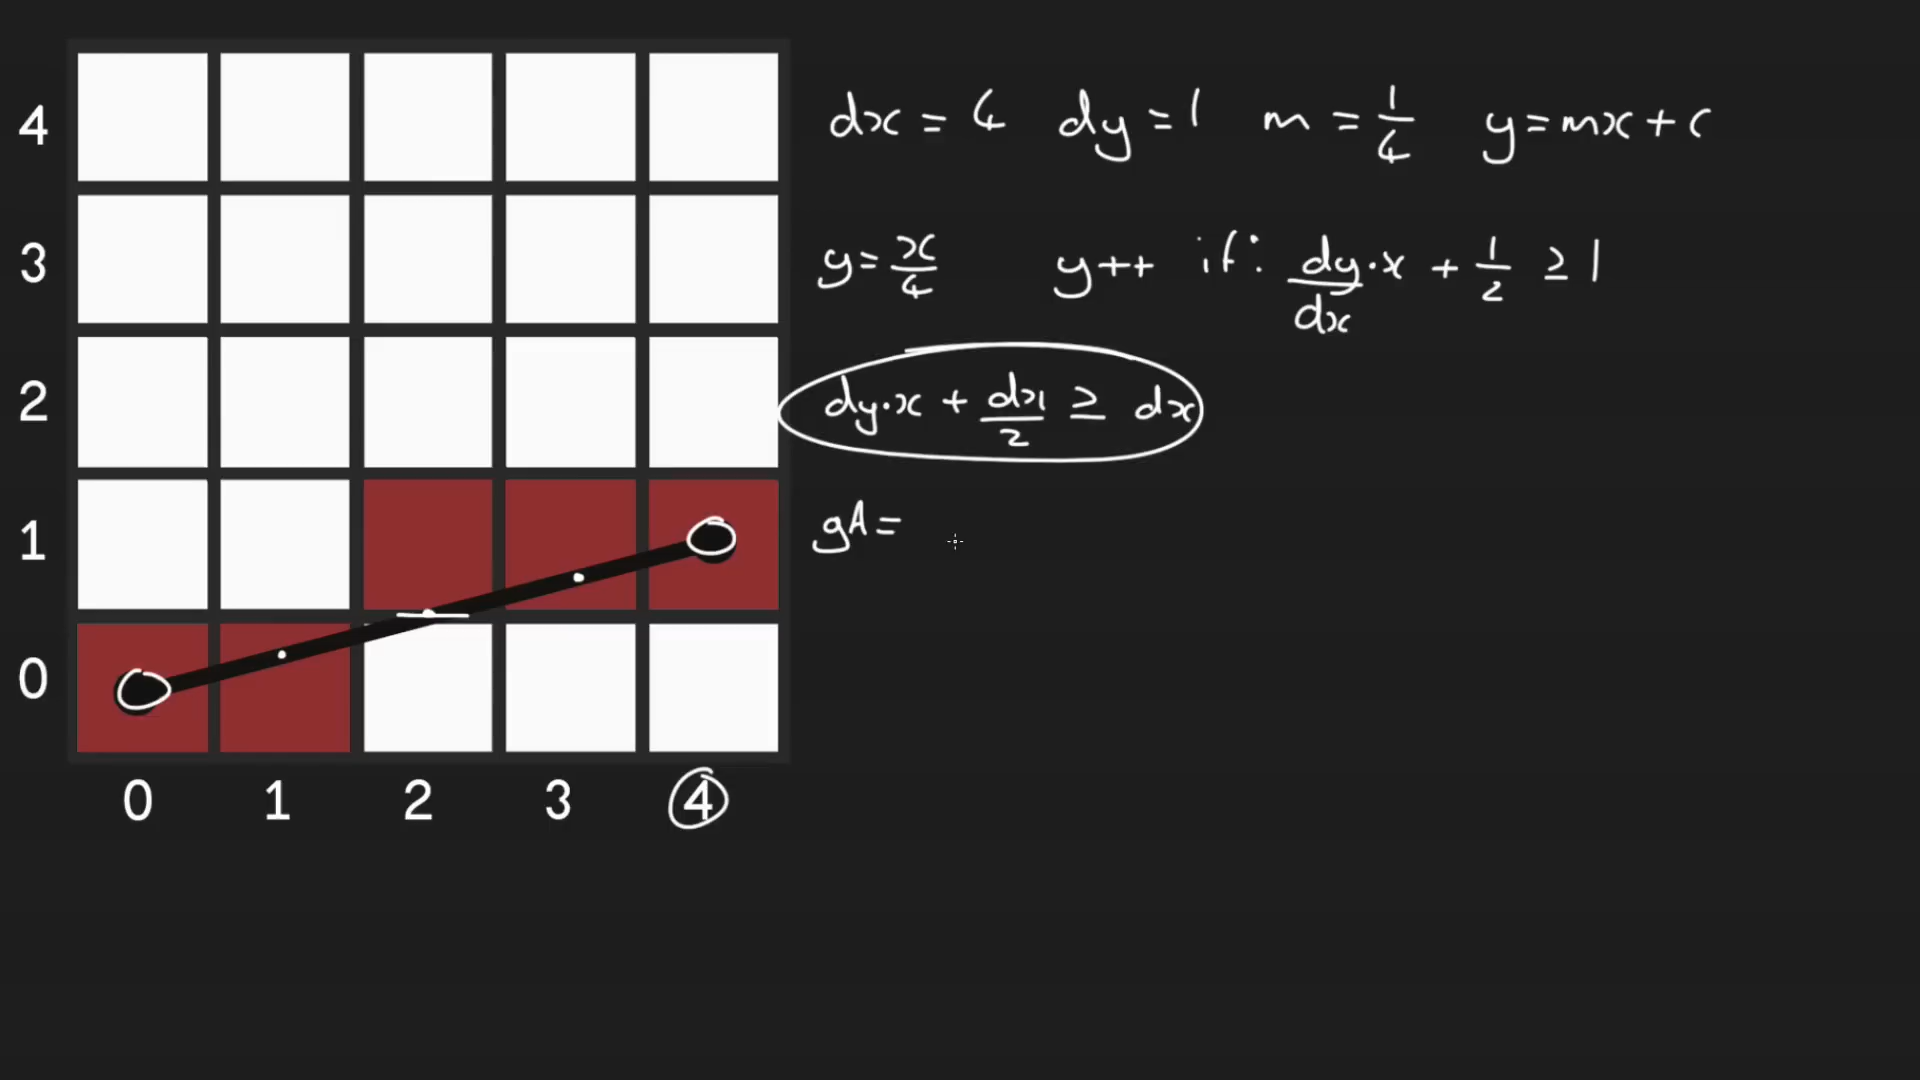 4
3
2
1
0
0 1 2 3 4
dx = 4 dy = 1 m = 1/4 y = mx + c
y = x/4 y++ if: dy/dx · x + 1/2 ≥ 1
dy·x + dx/2 ≥ dx
gA =